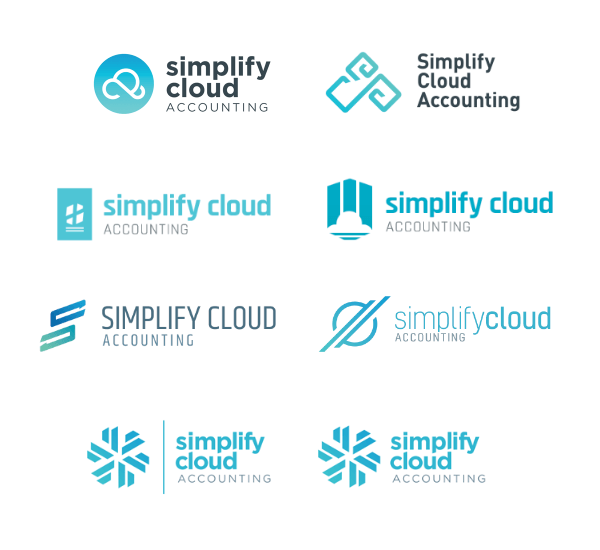 simplify
cloud
ACCOUNTING
Simplify
Cloud
Accounting
simplify cloud
ACCOUNTING
simplify cloud
ACCOUNTING
SIMPLIFY CLOUD
ACCOUNTING
simplifycloud
ACCOUNTING
simplify
cloud
ACCOUNTING
simplify
cloud
ACCOUNTING